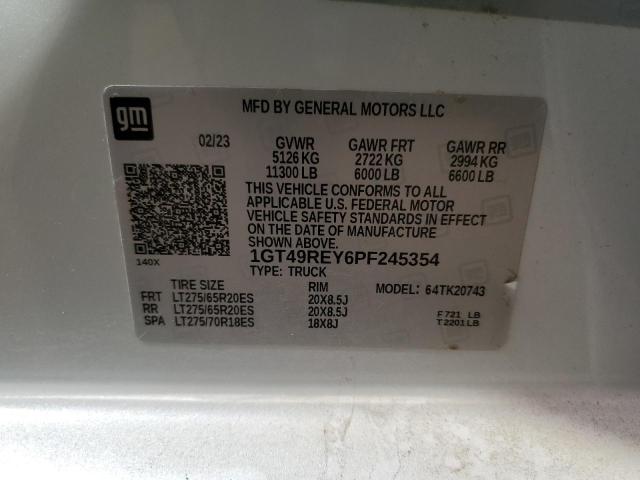 gm
MFD BY GENERAL MOTORS LLC
02/23 GVWR GAWR FRT GAWR RR
5126 KG 2722 KG 2994 KG
11300 LB 6000 LB 6600 LB
THIS VEHICLE CONFORMS TO ALL
APPLICABLE U.S. FEDERAL MOTOR
VEHICLE SAFETY STANDARDS IN EFFECT
ON THE DATE OF MANUFACTURE
SHOWN ABOVE.
140X 1GT49REY6PF245354
TYPE: TRUCK
TIRE SIZE RIM MODEL: 64TK20743
FRT LT275/65R20ES 20X8.5J
RR LT275/65R20ES 20X8.5J F721 LB
SPA LT275/70R18ES 18X8J T2201LB